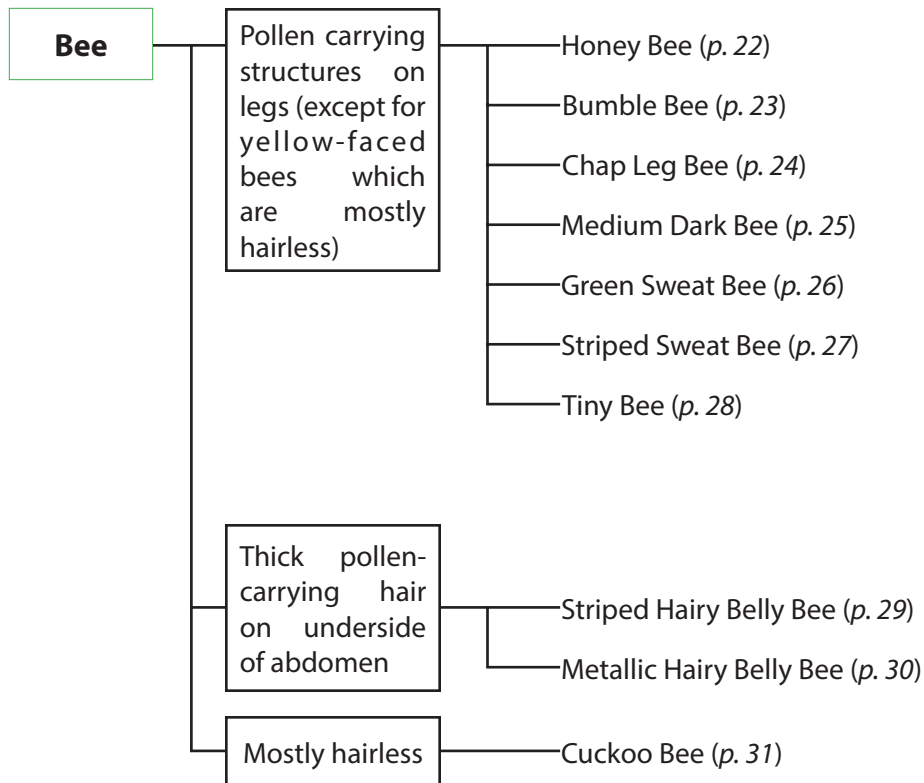 Bee
Pollen carrying
structures on
legs (except for
yellow-faced
bees which
are mostly
hairless)
Honey Bee (p. 22)
Bumble Bee (p. 23)
Chap Leg Bee (p. 24)
Medium Dark Bee (p. 25)
Green Sweat Bee (p. 26)
Striped Sweat Bee (p. 27)
Tiny Bee (p. 28)
Thick pollen-
carrying hair
on underside
of abdomen
Striped Hairy Belly Bee (p. 29)
Metallic Hairy Belly Bee (p. 30)
Mostly hairless
Cuckoo Bee (p. 31)